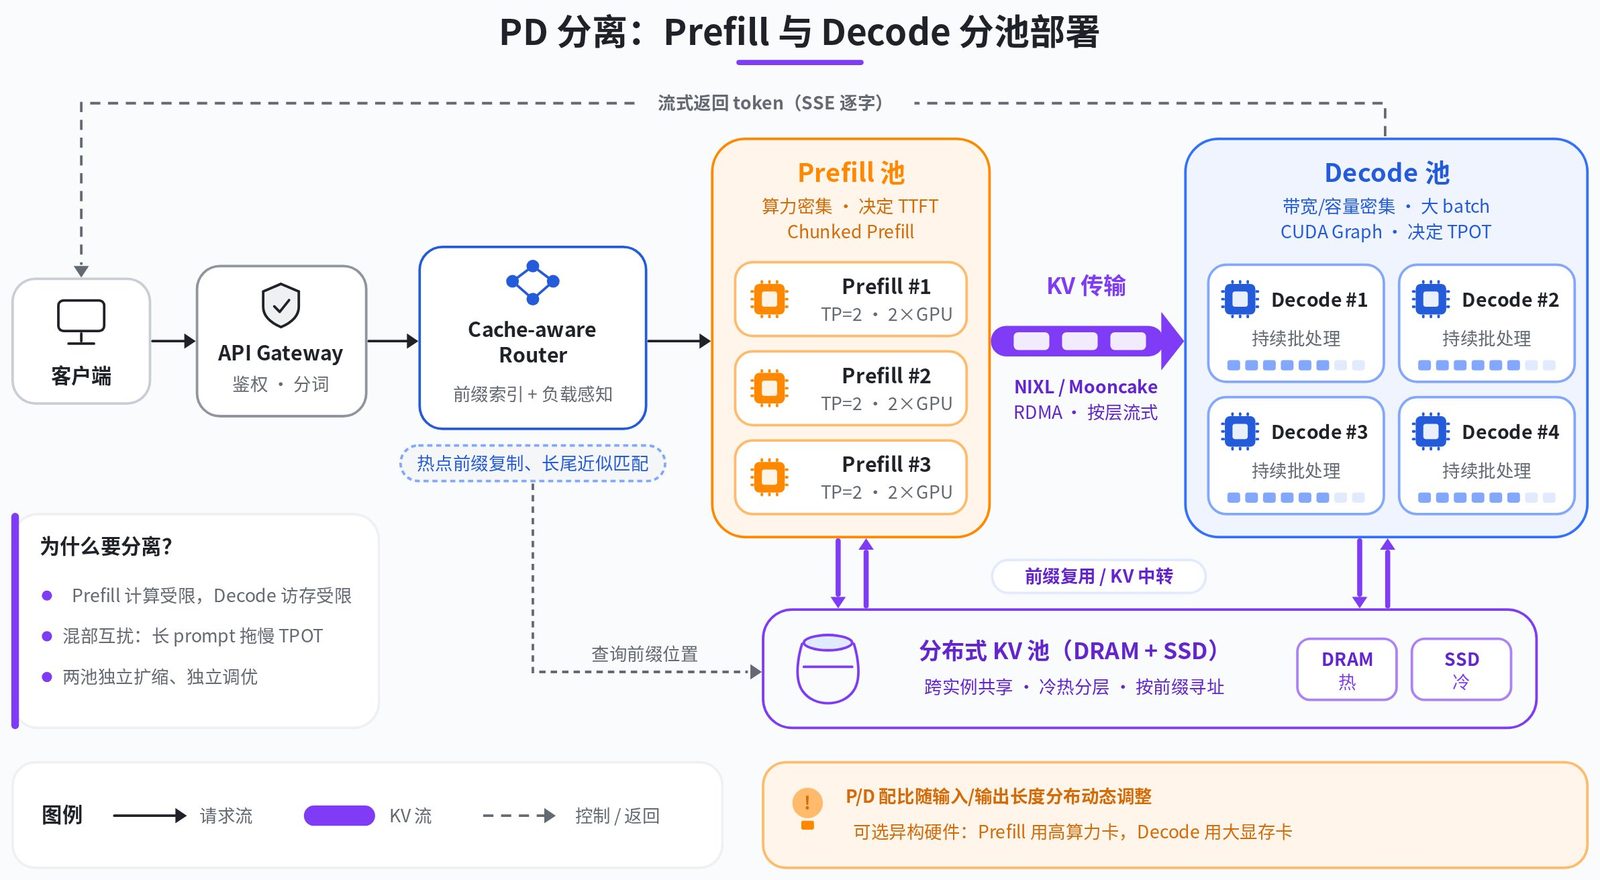 PD 分离：Prefill 与 Decode 分池部署
流式返回 token（SSE 逐字）
客户端
API Gateway
鉴权 · 分词
Cache-aware
Router
前缀索引 + 负载感知
热点前缀复制、长尾近似匹配
Prefill 池
算力密集 · 决定 TTFT
Chunked Prefill
Prefill #1
TP=2 · 2×GPU
Prefill #2
TP=2 · 2×GPU
Prefill #3
TP=2 · 2×GPU
KV 传输
NIXL / Mooncake
RDMA · 按层流式
Decode 池
带宽/容量密集 · 大 batch
CUDA Graph · 决定 TPOT
Decode #1
持续批处理
Decode #2
持续批处理
Decode #3
持续批处理
Decode #4
持续批处理
为什么要分离？
Prefill 计算受限，Decode 访存受限
混部互扰：长 prompt 拖慢 TPOT
两池独立扩缩、独立调优
前缀复用 / KV 中转
查询前缀位置
分布式 KV 池（DRAM + SSD）
跨实例共享 · 冷热分层 · 按前缀寻址
DRAM
热
SSD
冷
图例
请求流
KV 流
控制 / 返回
!
P/D 配比随输入/输出长度分布动态调整
可选异构硬件：Prefill 用高算力卡，Decode 用大显存卡